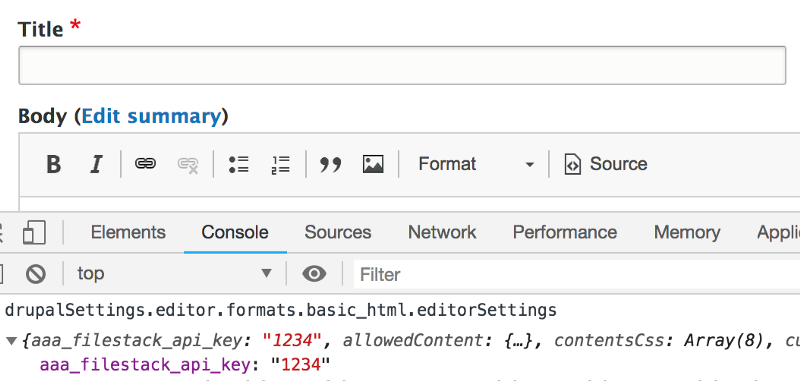 Title *
Body (Edit summary)
B I Format Source
Elements Console Sources Network Performance Memory Appli
top Filter
drupalSettings.editor.formats.basic_html.editorSettings
{aaa_filestack_api_key: "1234", allowedContent: {…}, contentsCss: Array(8), cu
aaa_filestack_api_key: "1234"